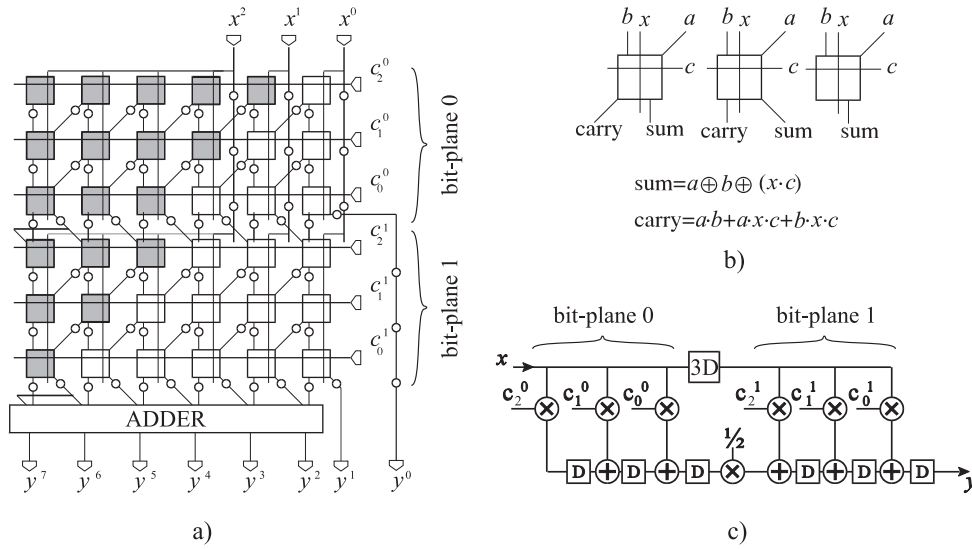 x² x¹ x⁰
c₂⁰
c₁⁰
c₀⁰
bit-plane 0
c₂¹
c₁¹
c₀¹
bit-plane 1
ADDER
y⁷ y⁶ y⁵ y⁴ y³ y² y¹ y⁰
a)
b x a b x a b x a
c c c
carry sum carry sum sum
sum=a⊕b⊕(x·c)
carry=a·b+a·x·c+b·x·c
b)
bit-plane 0 bit-plane 1
x 3D
c₂⁰ c₁⁰ c₀⁰ c₂¹ c₁¹ c₀¹
1/2
D D D D D D
y
c)